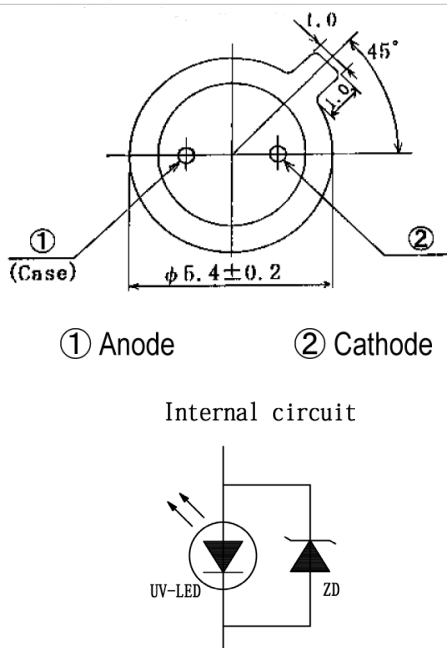 1.0
45°
1.0
①
②
(Case)
φ5.4±0.2
① Anode
② Cathode
Internal circuit
UV-LED
ZD